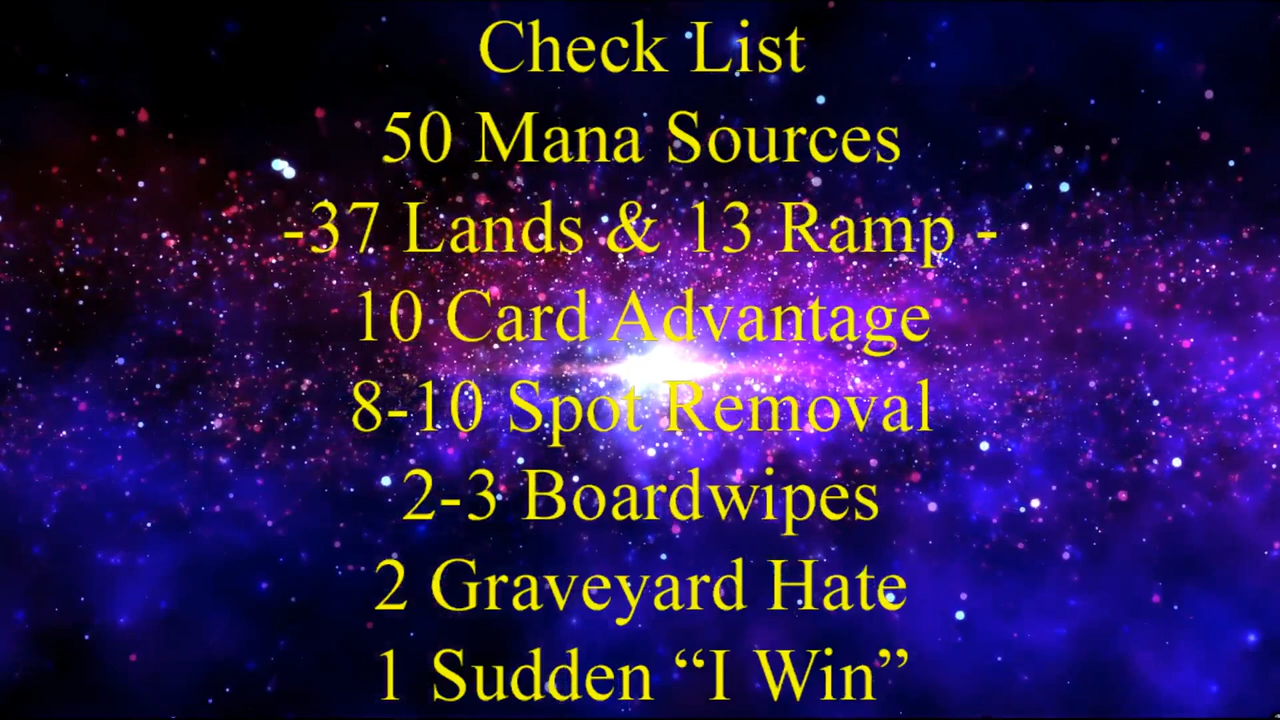 Check List
50 Mana Sources
-37 Lands & 13 Ramp -
10 Card Advantage
8-10 Spot Removal
2-3 Boardwipes
2 Graveyard Hate
1 Sudden “I Win”